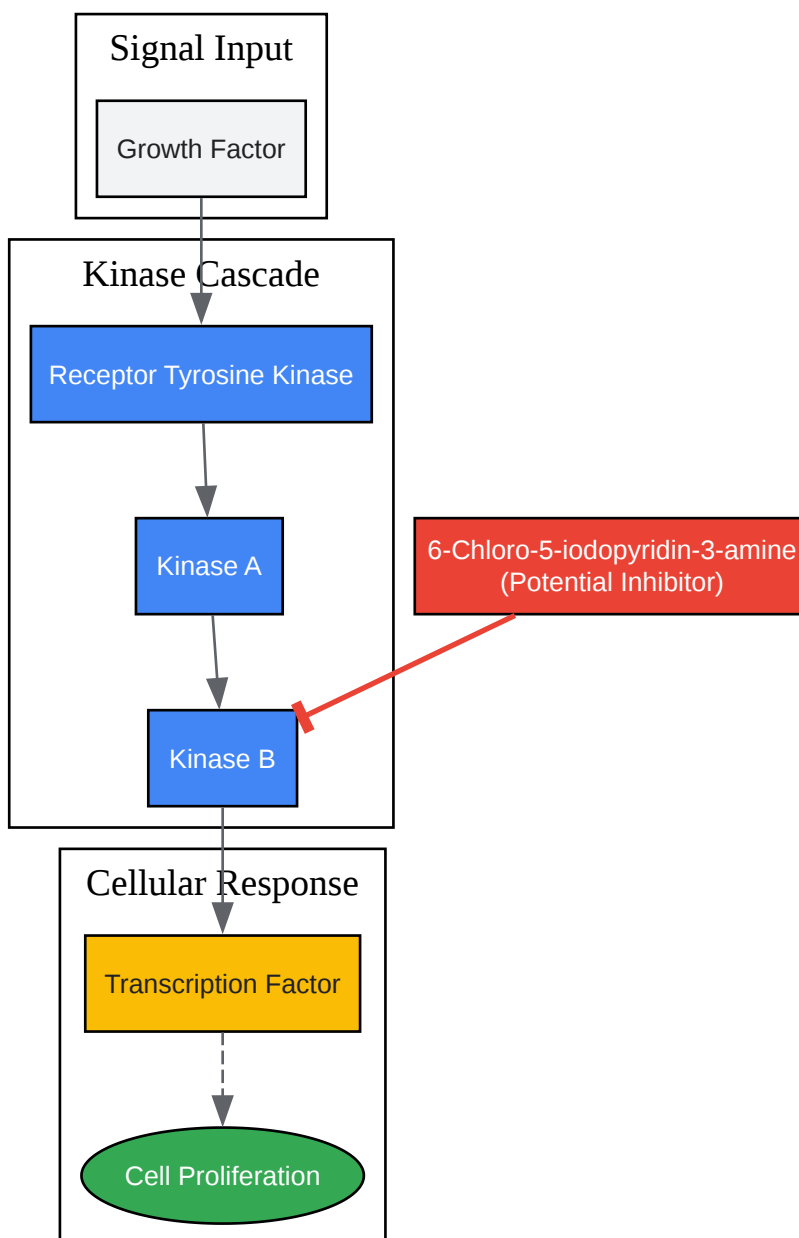 Signal Input
Growth Factor
Kinase Cascade
Receptor Tyrosine Kinase
Kinase A
6-Chloro-5-iodopyridin-3-amine
(Potential Inhibitor)
Kinase B
Cellular Response
Transcription Factor
Cell Proliferation